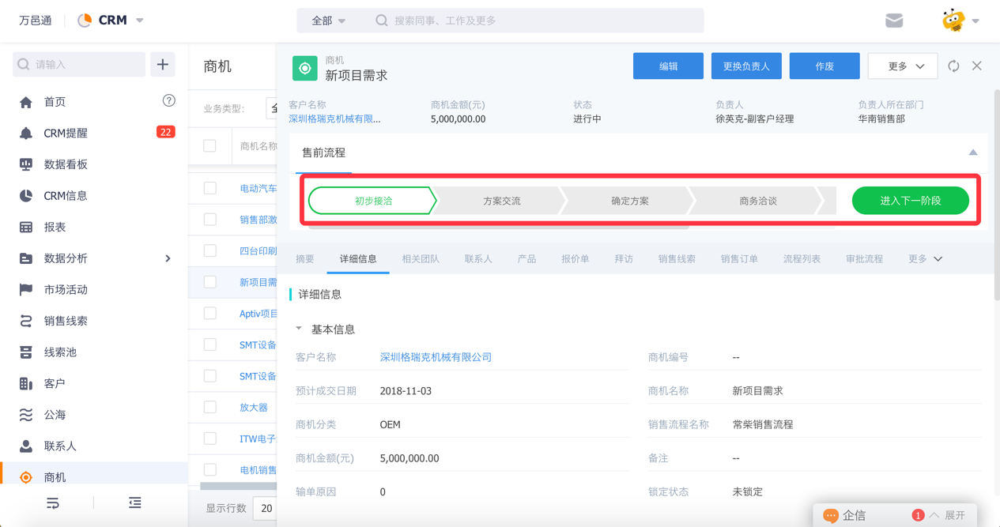 万邑通
CRM
全部
搜索同事、工作及更多
请输入
首页
CRM提醒
22
数据看板
CRM信息
报表
数据分析
市场活动
销售线索
线索池
客户
公海
联系人
商机
商机
业务类型:
商机名称
电动汽车
销售部激
四台印刷
新项目需
Aptiv项目
SMT设备
SMT设备
放大器
ITW电子
电机销售
显示行数 20
商机
新项目需求
编辑 更换负责人 作废 更多
客户名称 商机金额(元) 状态 负责人 负责人所在部门
深圳格瑞克机械有限... 5,000,000.00 进行中 徐英克-副客户经理 华南销售部
售前流程
初步接洽 方案交流 确定方案 商务洽谈 进入下一阶段
摘要 详细信息 相关团队 联系人 产品 报价单 拜访 销售线索 销售订单 流程列表 审批流程 更多
详细信息
基本信息
客户名称 深圳格瑞克机械有限公司 商机编号 --
预计成交日期 2018-11-03 商机名称 新项目需求
商机分类 OEM 销售流程名称 常柴销售流程
商机金额(元) 5,000,000.00 备注 --
输单原因 0 锁定状态 未锁定
企信 1 展开